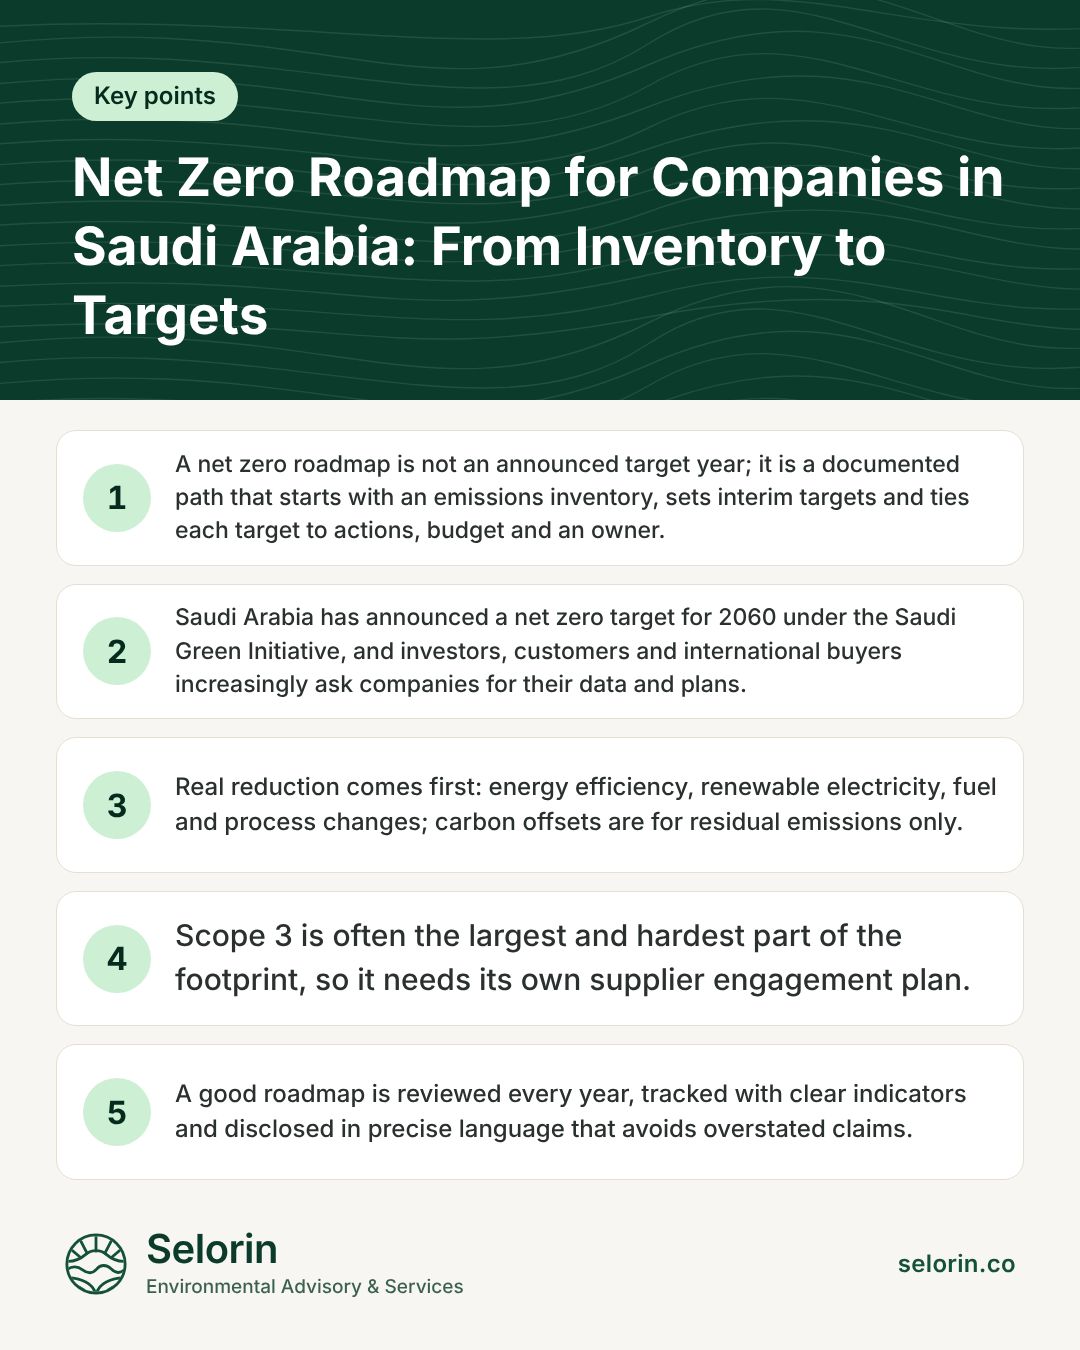 Key points
Net Zero Roadmap for Companies in
Saudi Arabia: From Inventory to
Targets
1
A net zero roadmap is not an announced target year; it is a documented
path that starts with an emissions inventory, sets interim targets and ties
each target to actions, budget and an owner.
2
Saudi Arabia has announced a net zero target for 2060 under the Saudi
Green Initiative, and investors, customers and international buyers
increasingly ask companies for their data and plans.
3
Real reduction comes first: energy efficiency, renewable electricity, fuel
and process changes; carbon offsets are for residual emissions only.
4
Scope 3 is often the largest and hardest part of the
footprint, so it needs its own supplier engagement plan.
5
A good roadmap is reviewed every year, tracked with clear indicators
and disclosed in precise language that avoids overstated claims.
Selorin
Environmental Advisory & Services
selorin.co